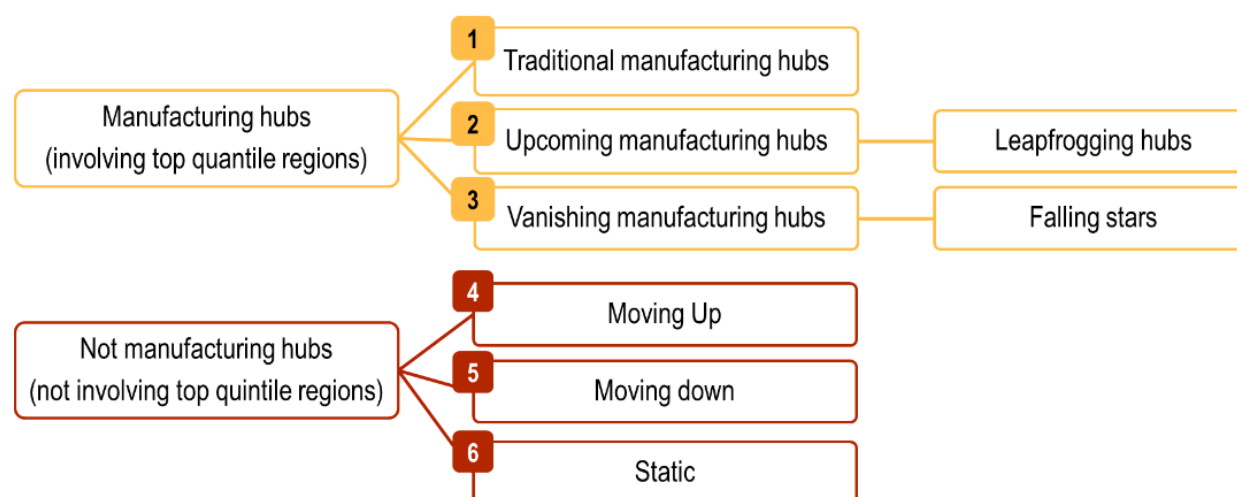 1
Traditional manufacturing hubs
Manufacturing hubs
(involving top quantile regions)
2
Upcoming manufacturing hubs
Leapfrogging hubs
3
Vanishing manufacturing hubs
Falling stars
4
Moving Up
Not manufacturing hubs
(not involving top quintile regions)
5
Moving down
6
Static